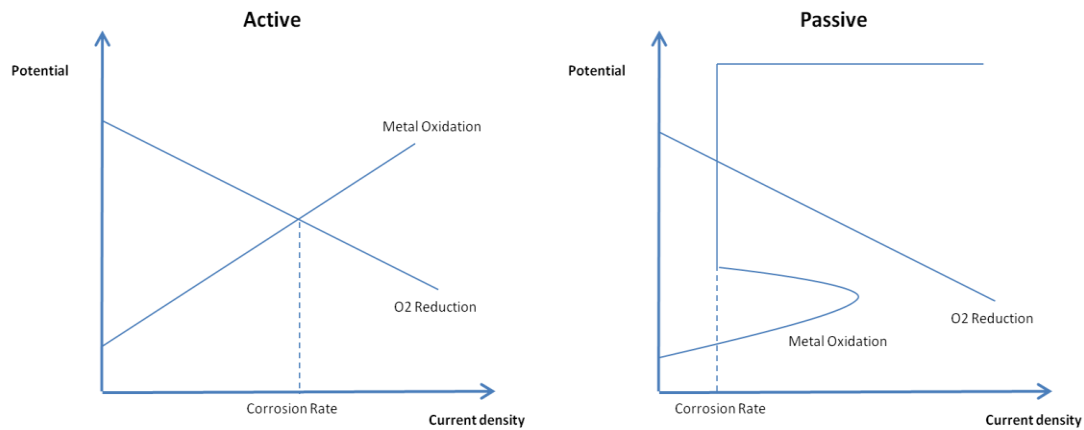 Active
Potential
Metal Oxidation
O2 Reduction
Corrosion Rate
Current density
Passive
Potential
O2 Reduction
Metal Oxidation
Corrosion Rate
Current density